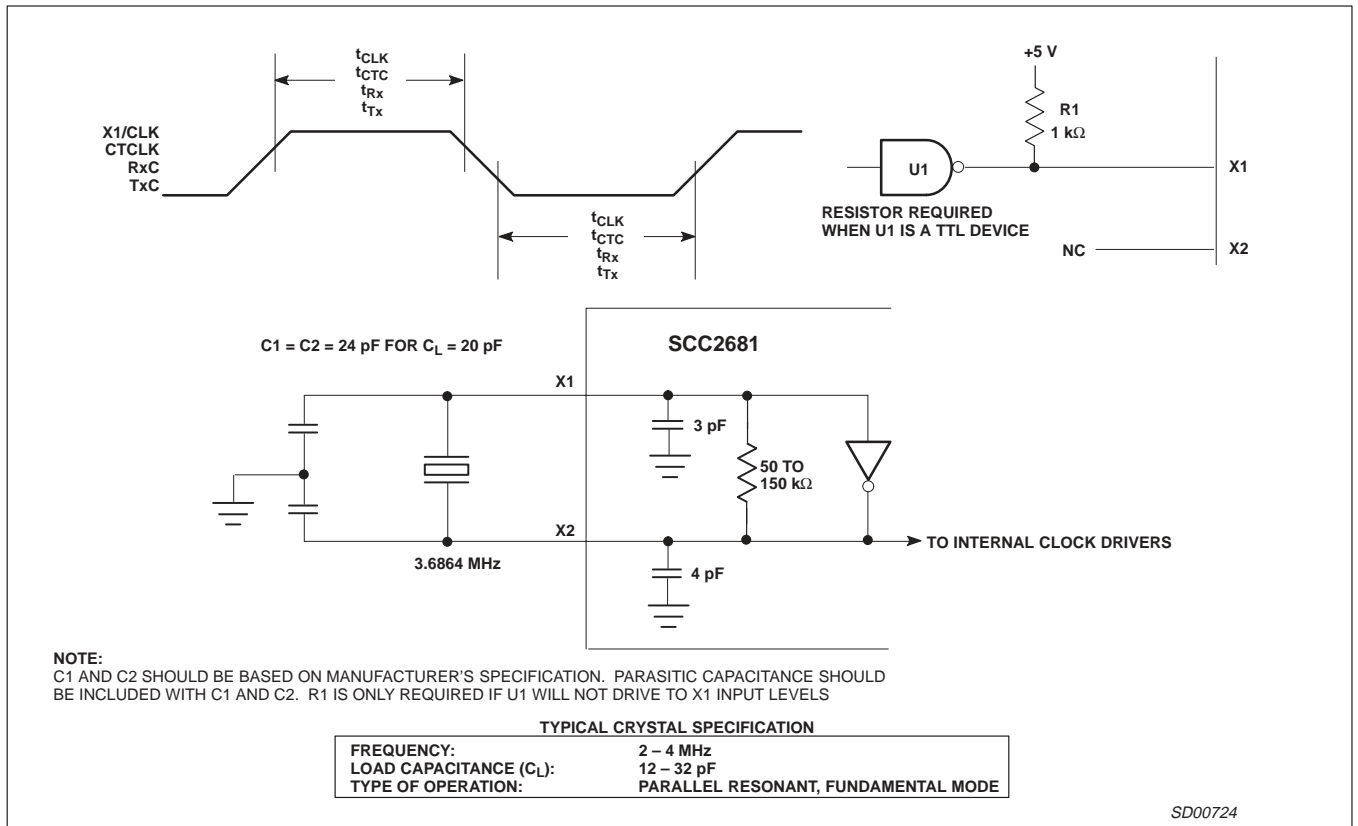 tCLK
tCTC
tRx
tTx
X1/CLK
CTCLK
RxC
TxC
tCLK
tCTC
tRx
tTx
+5 V
R1
1 kΩ
U1
X1
RESISTOR REQUIRED
WHEN U1 IS A TTL DEVICE
NC
X2
C1 = C2 = 24 pF FOR CL = 20 pF
SCC2681
X1
3 pF
50 TO
150 kΩ
X2
TO INTERNAL CLOCK DRIVERS
3.6864 MHz
4 pF
NOTE:
C1 AND C2 SHOULD BE BASED ON MANUFACTURER'S SPECIFICATION. PARASITIC CAPACITANCE SHOULD
BE INCLUDED WITH C1 AND C2. R1 IS ONLY REQUIRED IF U1 WILL NOT DRIVE TO X1 INPUT LEVELS
TYPICAL CRYSTAL SPECIFICATION
FREQUENCY: 2 – 4 MHz
LOAD CAPACITANCE (CL): 12 – 32 pF
TYPE OF OPERATION: PARALLEL RESONANT, FUNDAMENTAL MODE
SD00724